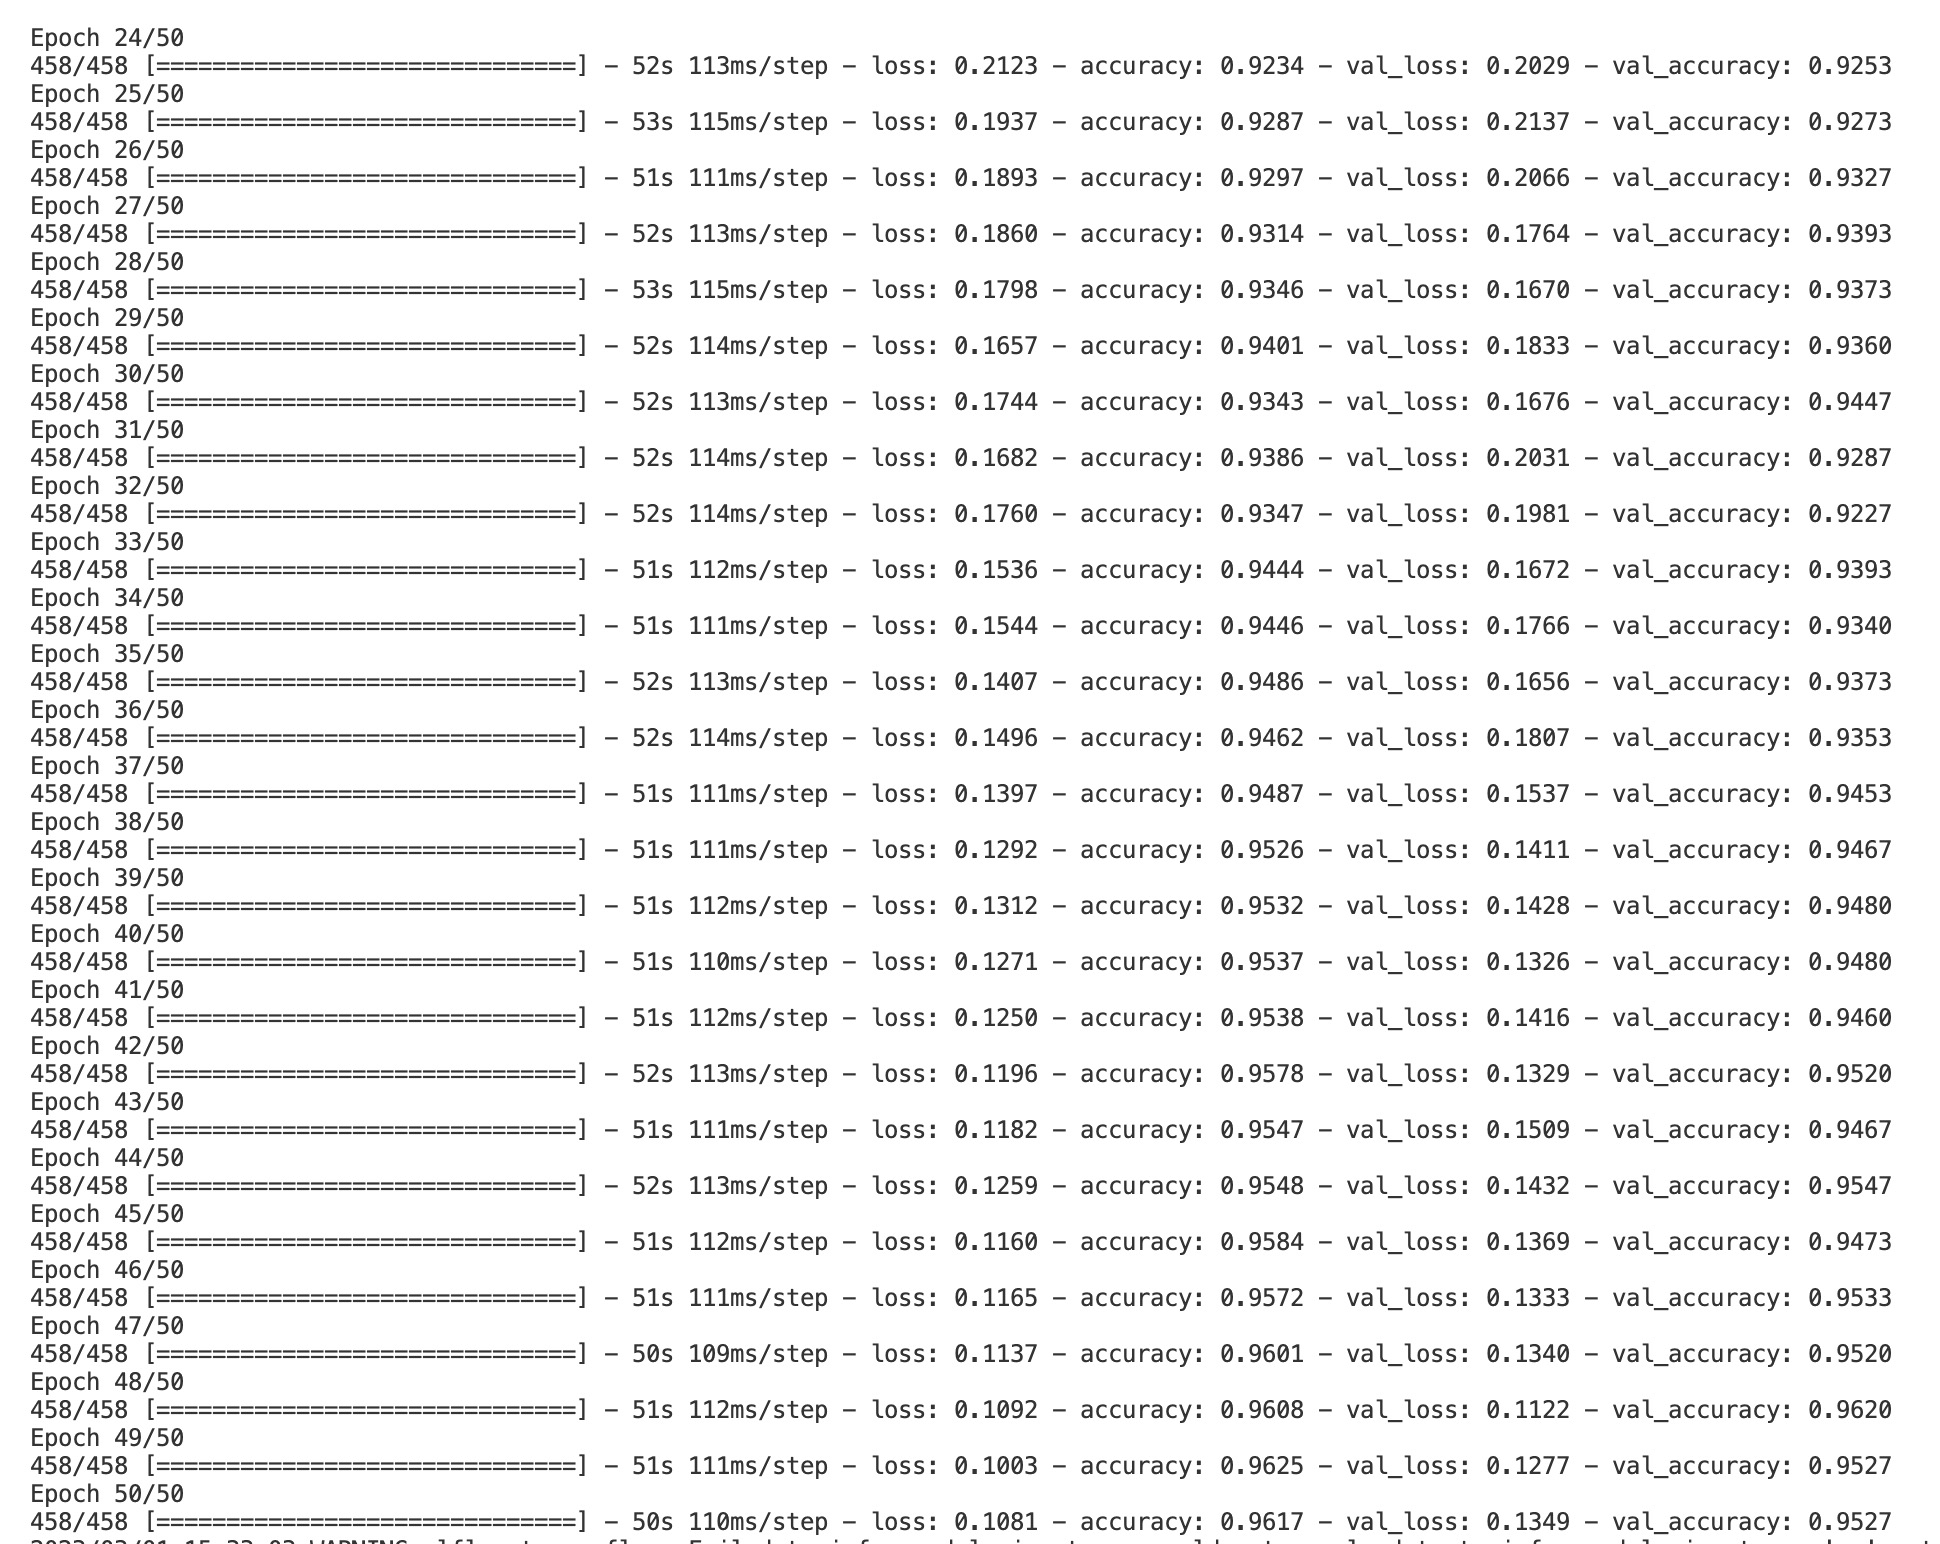 Epoch 24/50
458/458 [==============================] - 52s 113ms/step - loss: 0.2123 - accuracy: 0.9234 - val_loss: 0.2029 - val_accuracy: 0.9253
Epoch 25/50
458/458 [==============================] - 53s 115ms/step - loss: 0.1937 - accuracy: 0.9287 - val_loss: 0.2137 - val_accuracy: 0.9273
Epoch 26/50
458/458 [==============================] - 51s 111ms/step - loss: 0.1893 - accuracy: 0.9297 - val_loss: 0.2066 - val_accuracy: 0.9327
Epoch 27/50
458/458 [==============================] - 52s 113ms/step - loss: 0.1860 - accuracy: 0.9314 - val_loss: 0.1764 - val_accuracy: 0.9393
Epoch 28/50
458/458 [==============================] - 53s 115ms/step - loss: 0.1798 - accuracy: 0.9346 - val_loss: 0.1670 - val_accuracy: 0.9373
Epoch 29/50
458/458 [==============================] - 52s 114ms/step - loss: 0.1657 - accuracy: 0.9401 - val_loss: 0.1833 - val_accuracy: 0.9360
Epoch 30/50
458/458 [==============================] - 52s 113ms/step - loss: 0.1744 - accuracy: 0.9343 - val_loss: 0.1676 - val_accuracy: 0.9447
Epoch 31/50
458/458 [==============================] - 52s 114ms/step - loss: 0.1682 - accuracy: 0.9386 - val_loss: 0.2031 - val_accuracy: 0.9287
Epoch 32/50
458/458 [==============================] - 52s 114ms/step - loss: 0.1760 - accuracy: 0.9347 - val_loss: 0.1981 - val_accuracy: 0.9227
Epoch 33/50
458/458 [==============================] - 51s 112ms/step - loss: 0.1536 - accuracy: 0.9444 - val_loss: 0.1672 - val_accuracy: 0.9393
Epoch 34/50
458/458 [==============================] - 51s 111ms/step - loss: 0.1544 - accuracy: 0.9446 - val_loss: 0.1766 - val_accuracy: 0.9340
Epoch 35/50
458/458 [==============================] - 52s 113ms/step - loss: 0.1407 - accuracy: 0.9486 - val_loss: 0.1656 - val_accuracy: 0.9373
Epoch 36/50
458/458 [==============================] - 52s 114ms/step - loss: 0.1496 - accuracy: 0.9462 - val_loss: 0.1807 - val_accuracy: 0.9353
Epoch 37/50
458/458 [==============================] - 51s 111ms/step - loss: 0.1397 - accuracy: 0.9487 - val_loss: 0.1537 - val_accuracy: 0.9453
Epoch 38/50
458/458 [==============================] - 51s 111ms/step - loss: 0.1292 - accuracy: 0.9526 - val_loss: 0.1411 - val_accuracy: 0.9467
Epoch 39/50
458/458 [==============================] - 51s 112ms/step - loss: 0.1312 - accuracy: 0.9532 - val_loss: 0.1428 - val_accuracy: 0.9480
Epoch 40/50
458/458 [==============================] - 51s 110ms/step - loss: 0.1271 - accuracy: 0.9537 - val_loss: 0.1326 - val_accuracy: 0.9480
Epoch 41/50
458/458 [==============================] - 51s 112ms/step - loss: 0.1250 - accuracy: 0.9538 - val_loss: 0.1416 - val_accuracy: 0.9460
Epoch 42/50
458/458 [==============================] - 52s 113ms/step - loss: 0.1196 - accuracy: 0.9578 - val_loss: 0.1329 - val_accuracy: 0.9520
Epoch 43/50
458/458 [==============================] - 51s 111ms/step - loss: 0.1182 - accuracy: 0.9547 - val_loss: 0.1509 - val_accuracy: 0.9467
Epoch 44/50
458/458 [==============================] - 52s 113ms/step - loss: 0.1259 - accuracy: 0.9548 - val_loss: 0.1432 - val_accuracy: 0.9547
Epoch 45/50
458/458 [==============================] - 51s 112ms/step - loss: 0.1160 - accuracy: 0.9584 - val_loss: 0.1369 - val_accuracy: 0.9473
Epoch 46/50
458/458 [==============================] - 51s 111ms/step - loss: 0.1165 - accuracy: 0.9572 - val_loss: 0.1333 - val_accuracy: 0.9533
Epoch 47/50
458/458 [==============================] - 50s 109ms/step - loss: 0.1137 - accuracy: 0.9601 - val_loss: 0.1340 - val_accuracy: 0.9520
Epoch 48/50
458/458 [==============================] - 51s 112ms/step - loss: 0.1092 - accuracy: 0.9608 - val_loss: 0.1122 - val_accuracy: 0.9620
Epoch 49/50
458/458 [==============================] - 51s 111ms/step - loss: 0.1003 - accuracy: 0.9625 - val_loss: 0.1277 - val_accuracy: 0.9527
Epoch 50/50
458/458 [==============================] - 50s 110ms/step - loss: 0.1081 - accuracy: 0.9617 - val_loss: 0.1349 - val_accuracy: 0.9527